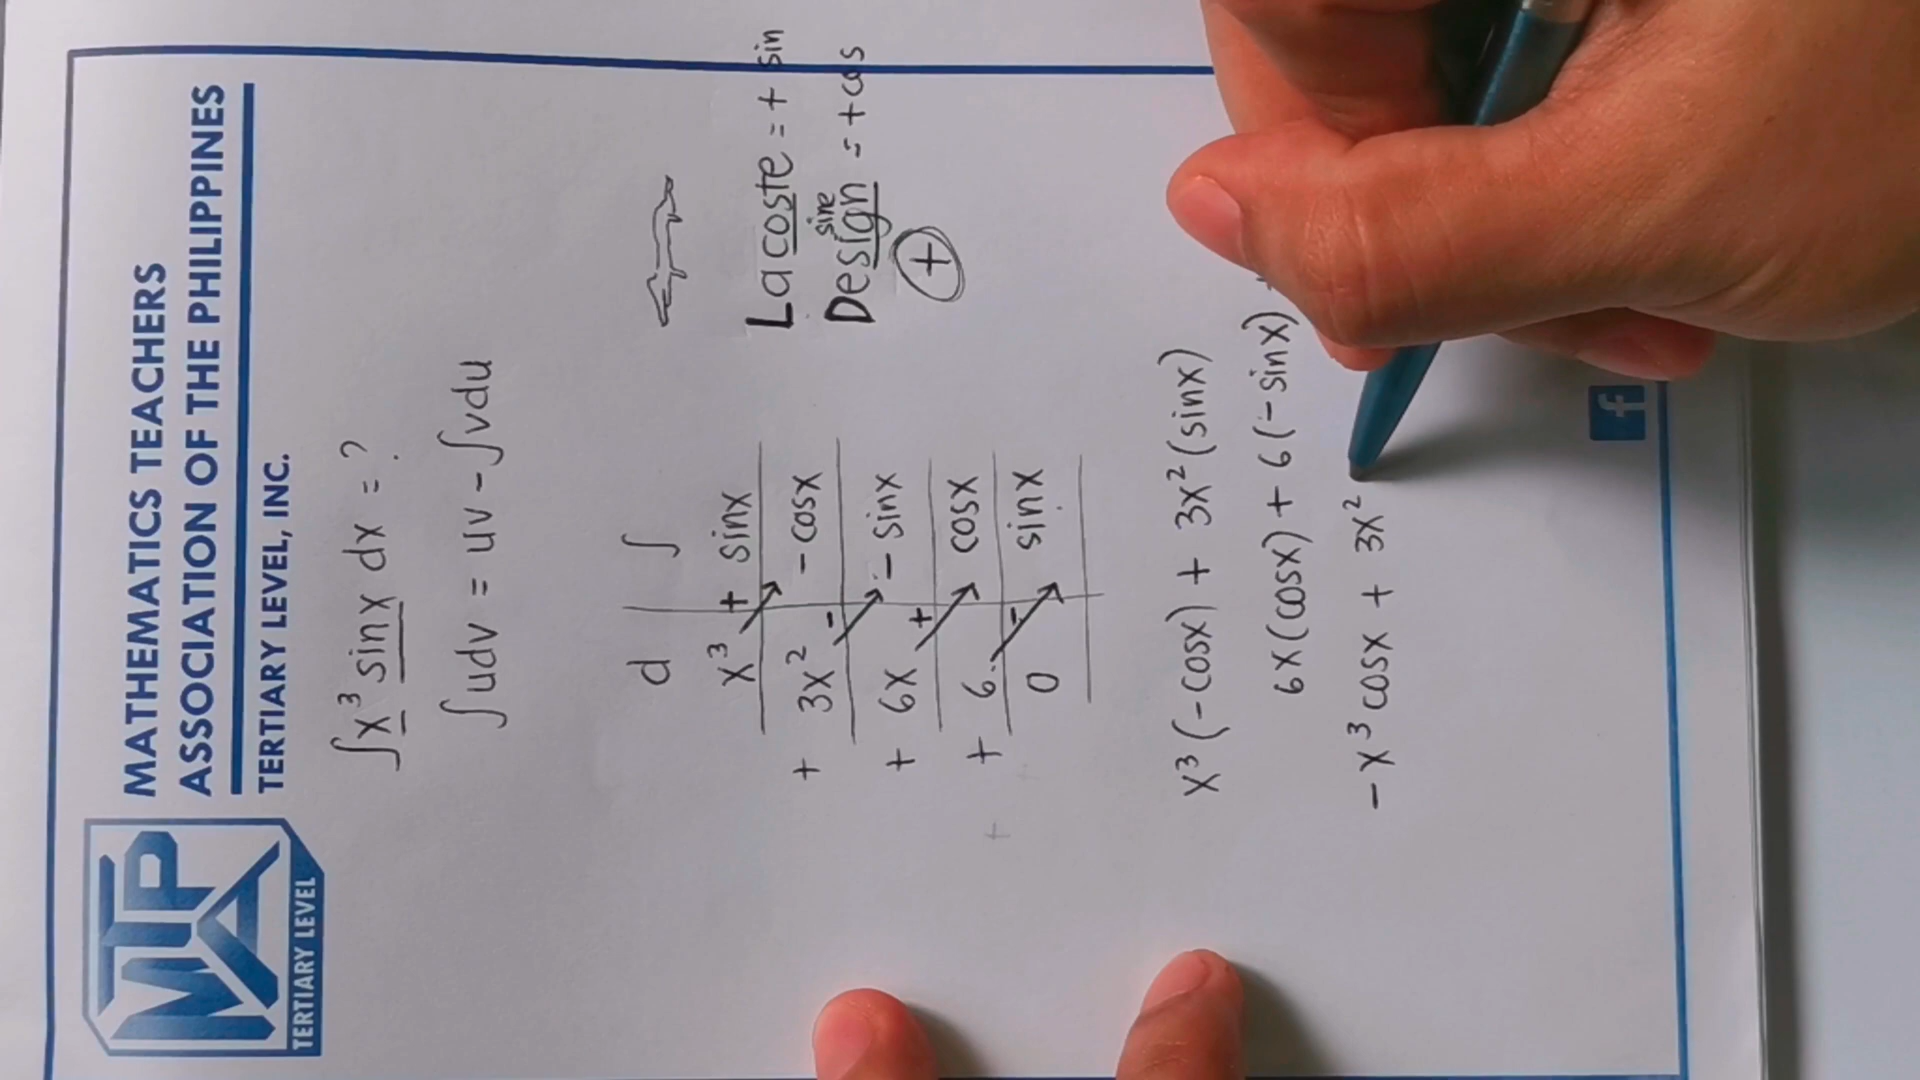 MATHEMATICS TEACHERS
ASSOCIATION OF THE PHILIPPINES
TERTIARY LEVEL, INC.
MTAP
TERTIARY LEVEL
∫x³ sinx dx = ?
∫udv = uv - ∫vdu
d ∫
x³ + sinx
+ 3x² - -cosx
+ 6x + -sinx
+ 6 - cosx
+ 0 sinx
Lacoste = + sin
sine
Design = + cos
+
x³(-cosx) + 3x²(sinx)
6x(cosx) + 6(-sinx)
-x³cosx + 3x²
f